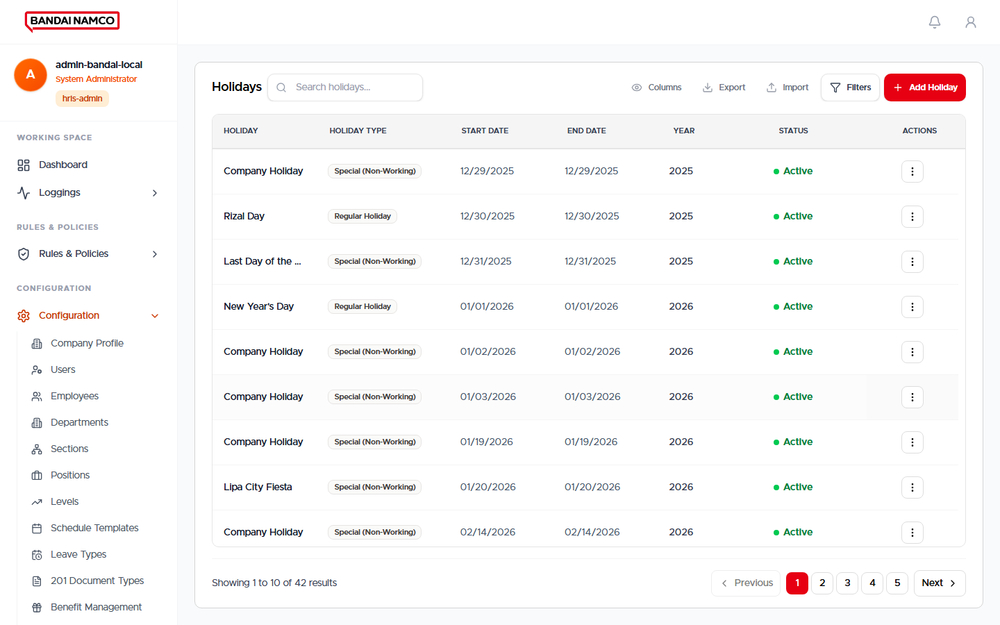 BANDAI NAMCO
A
admin-bandai-local
System Administrator
hris-admin
WORKING SPACE
Dashboard
Loggings
RULES & POLICIES
Rules & Policies
CONFIGURATION
Configuration
Company Profile
Users
Employees
Departments
Sections
Positions
Levels
Schedule Templates
Leave Types
201 Document Types
Benefit Management
Holidays
Search holidays...
Columns
Export
Import
Filters
Add Holiday
HOLIDAY HOLIDAY TYPE START DATE END DATE YEAR STATUS ACTIONS
Company Holiday Special (Non-Working) 12/29/2025 12/29/2025 2025 Active
Rizal Day Regular Holiday 12/30/2025 12/30/2025 2025 Active
Last Day of the ... Special (Non-Working) 12/31/2025 12/31/2025 2025 Active
New Year's Day Regular Holiday 01/01/2026 01/01/2026 2026 Active
Company Holiday Special (Non-Working) 01/02/2026 01/02/2026 2026 Active
Company Holiday Special (Non-Working) 01/03/2026 01/03/2026 2026 Active
Company Holiday Special (Non-Working) 01/19/2026 01/19/2026 2026 Active
Lipa City Fiesta Special (Non-Working) 01/20/2026 01/20/2026 2026 Active
Company Holiday Special (Non-Working) 02/14/2026 02/14/2026 2026 Active
Showing 1 to 10 of 42 results
Previous 1 2 3 4 5 Next